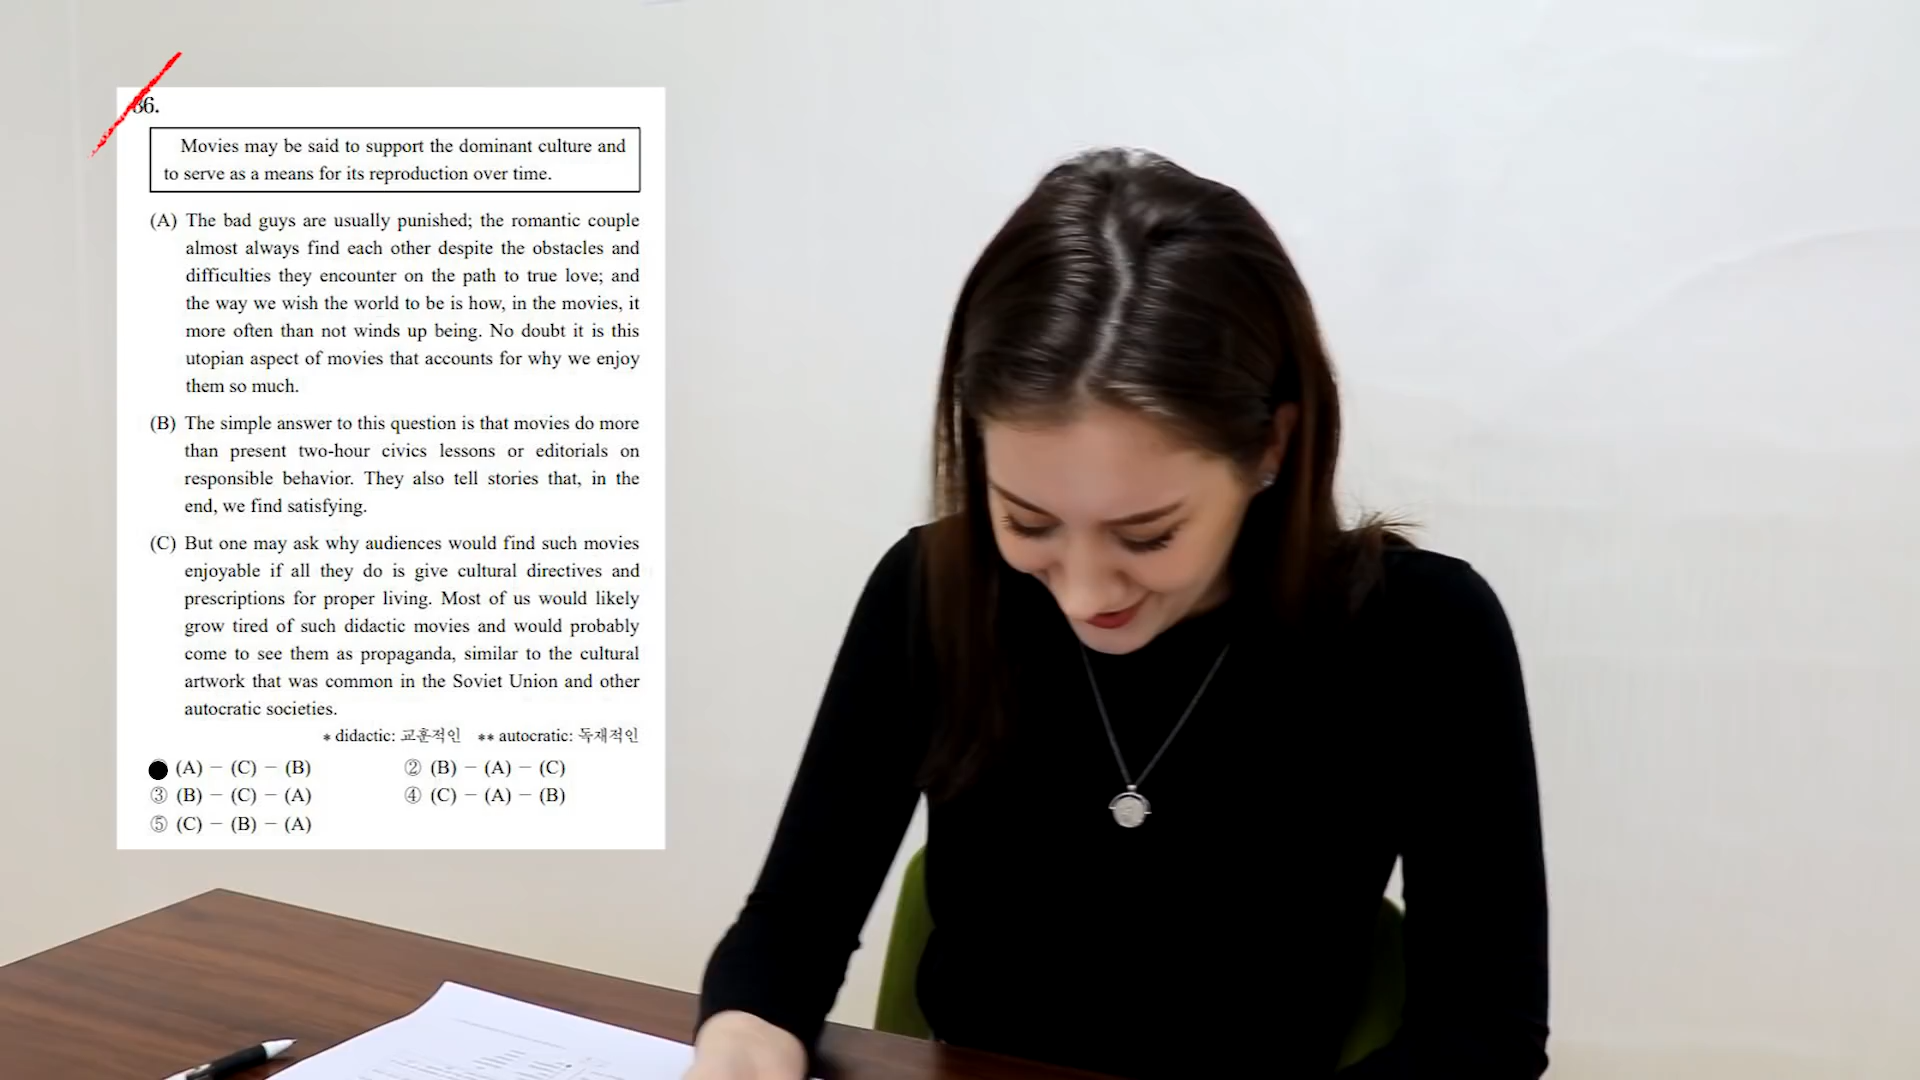 36.
Movies may be said to support the dominant culture and
to serve as a means for its reproduction over time.
(A) The bad guys are usually punished; the romantic couple
almost always find each other despite the obstacles and
difficulties they encounter on the path to true love; and
the way we wish the world to be is how, in the movies, it
more often than not winds up being. No doubt it is this
utopian aspect of movies that accounts for why we enjoy
them so much.
(B) The simple answer to this question is that movies do more
than present two-hour civics lessons or editorials on
responsible behavior. They also tell stories that, in the
end, we find satisfying.
(C) But one may ask why audiences would find such movies
enjoyable if all they do is give cultural directives and
prescriptions for proper living. Most of us would likely
grow tired of such didactic movies and would probably
come to see them as propaganda, similar to the cultural
artwork that was common in the Soviet Union and other
autocratic societies.
* didactic: 교훈적인 ** autocratic: 독재적인
(A) − (C) − (B) ② (B) − (A) − (C)
③ (B) − (C) − (A) ④ (C) − (A) − (B)
⑤ (C) − (B) − (A)